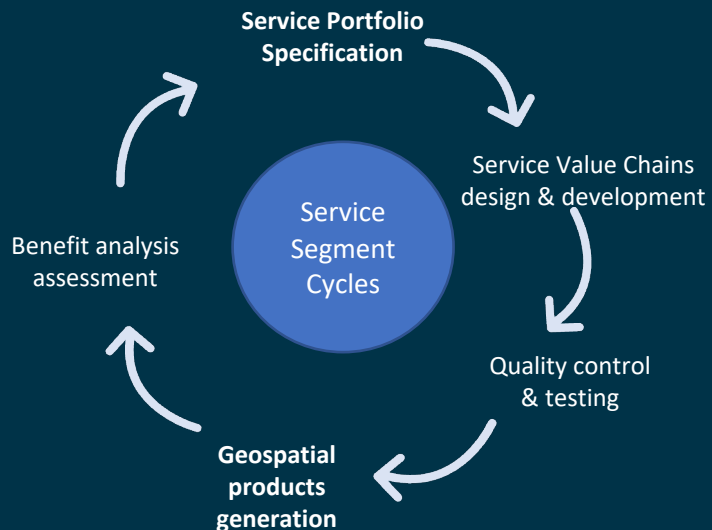 Service Portfolio
Specification
Service Value Chains
design & development
Quality control
& testing
Geospatial
products
generation
Benefit analysis
assessment
Service
Segment
Cycles